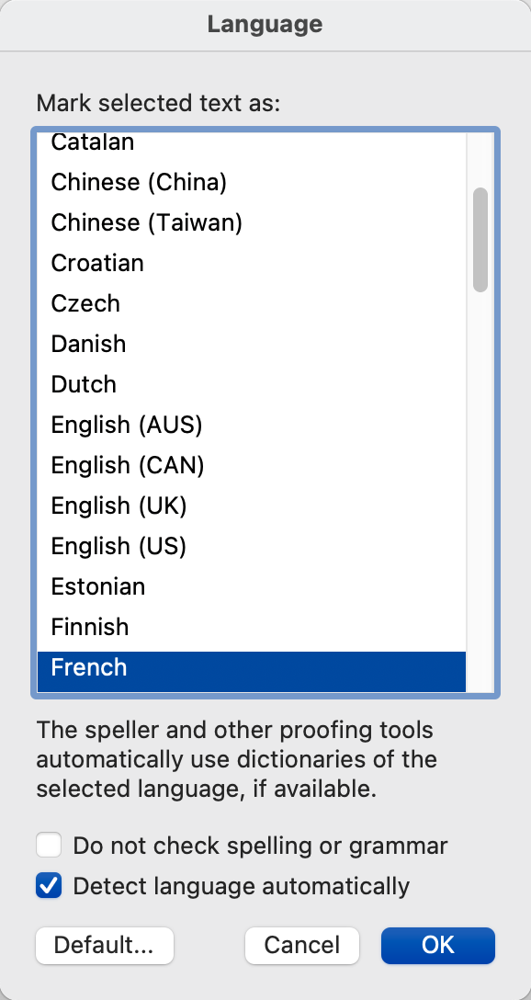 Language
Mark selected text as:
Catalan
Chinese (China)
Chinese (Taiwan)
Croatian
Czech
Danish
Dutch
English (AUS)
English (CAN)
English (UK)
English (US)
Estonian
Finnish
French
The speller and other proofing tools
automatically use dictionaries of the
selected language, if available.
Do not check spelling or grammar
Detect language automatically
Default... Cancel OK